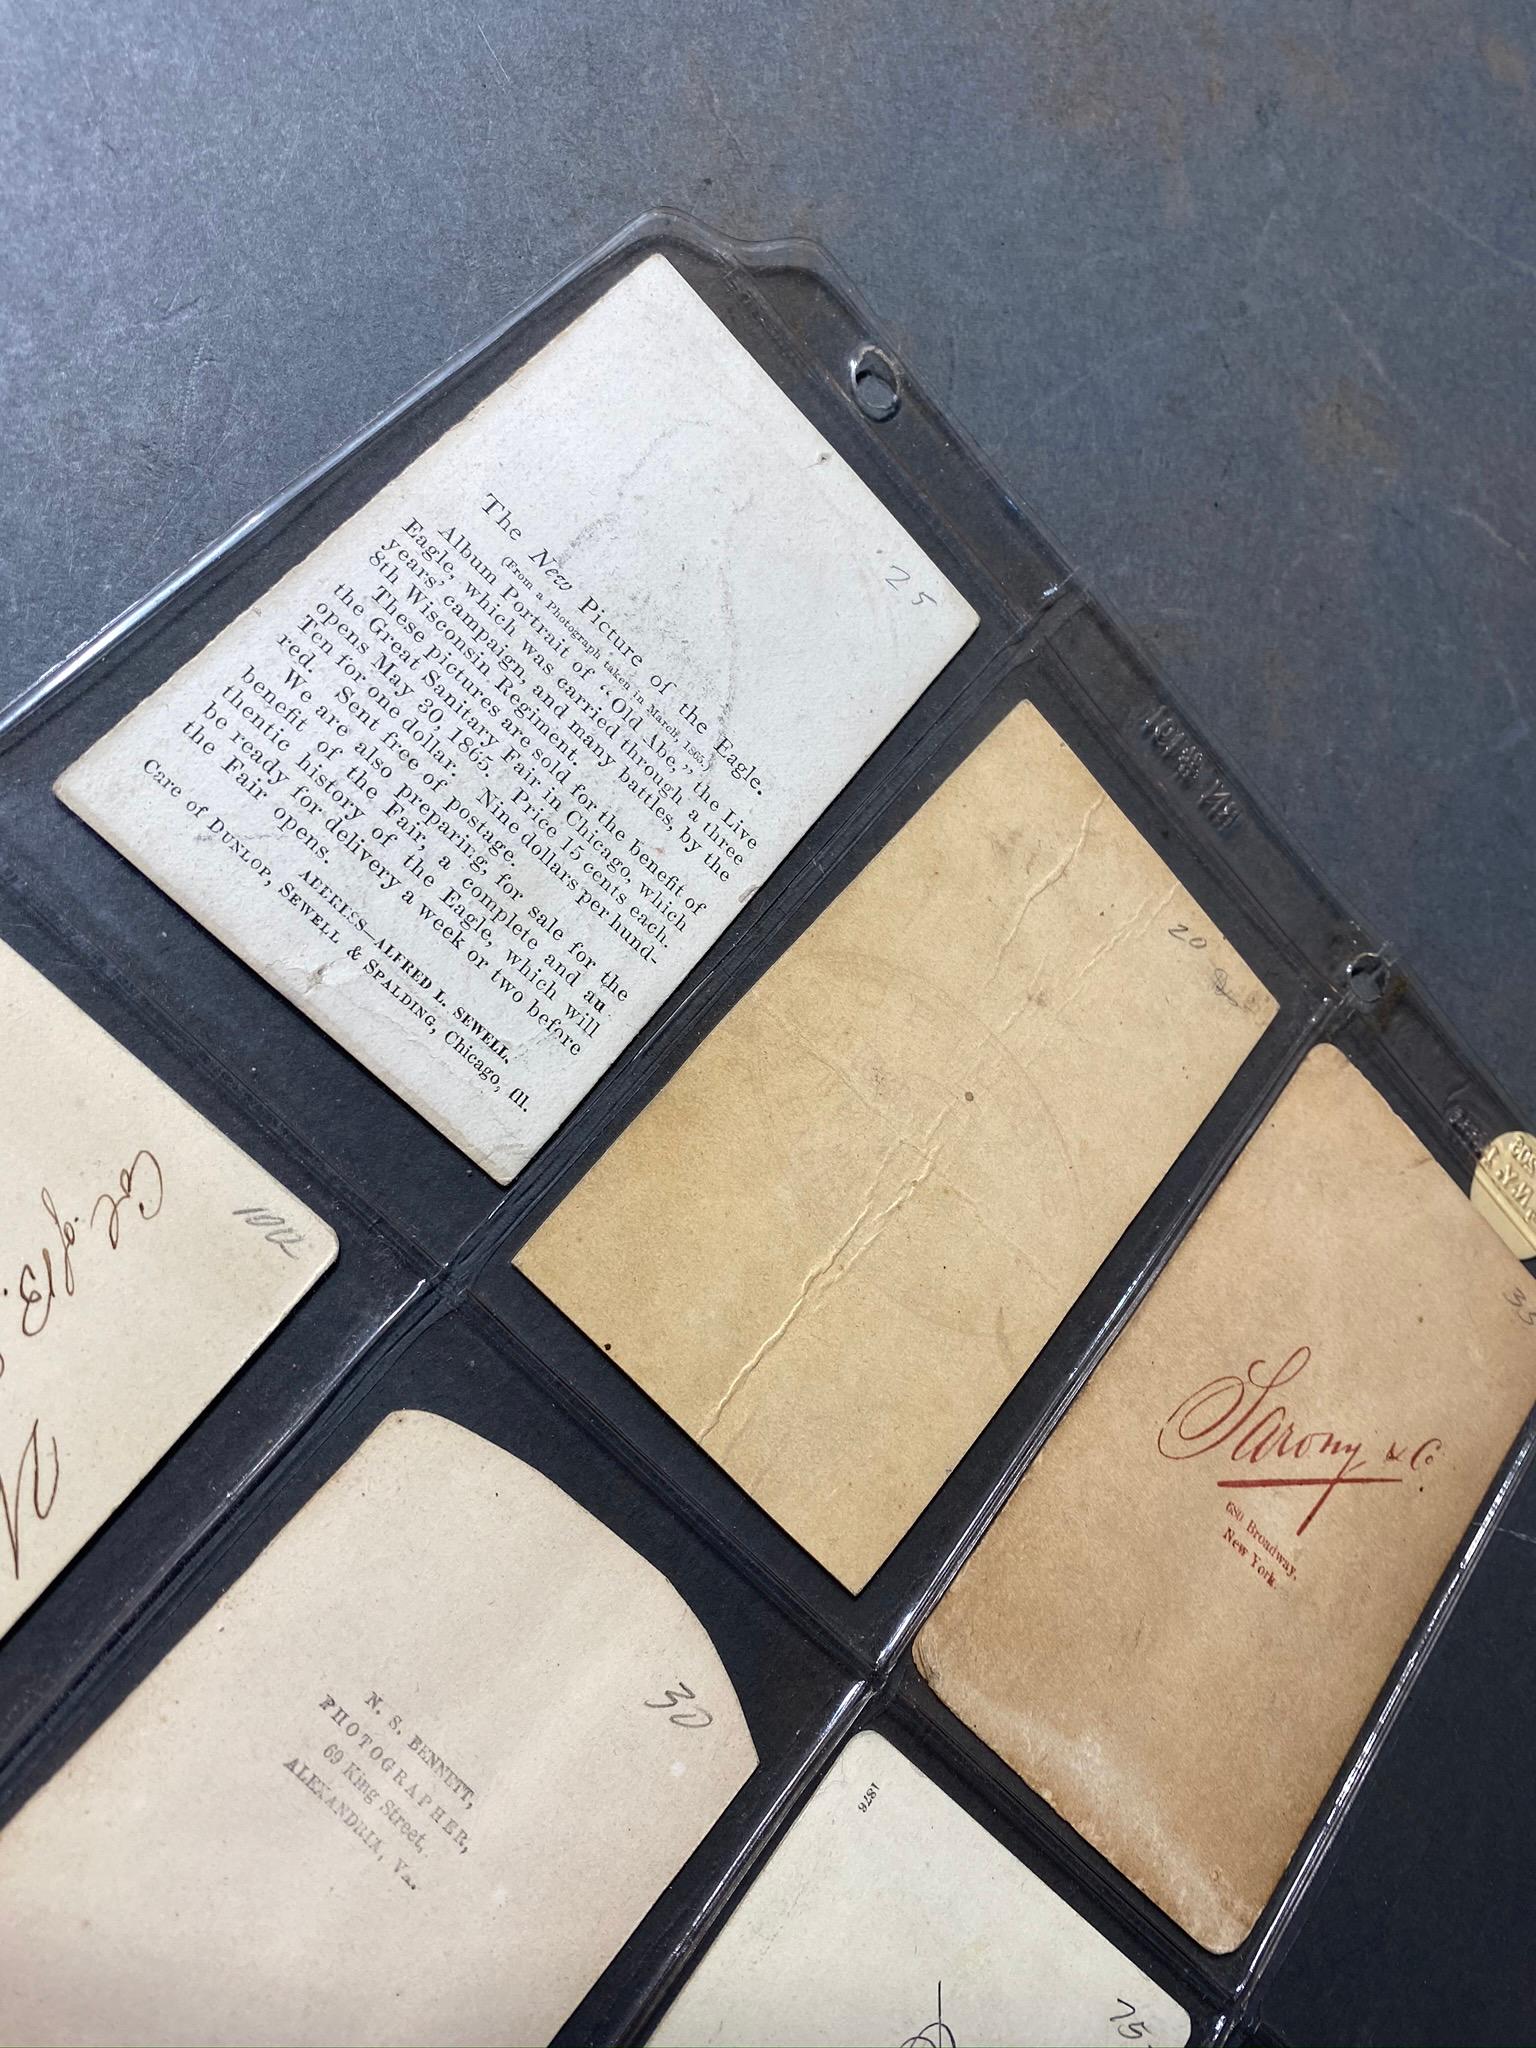 25
The New Picture of the Eagle.
(From a Photograph taken in March, 1865.)
Album Portrait of "Old Abe," the Live
Eagle, which was carried through a three
years' campaign, and many battles, by the
8th Wisconsin Regiment.
These pictures are sold for the benefit of
the Great Sanitary Fair in Chicago, which
opens May 30, 1865. Price 15 cents each.
Ten for one dollar. Nine dollars per hund-
red. Sent free of postage.
We are also preparing, for sale for the
benefit of the Fair, a complete and au
thentic history of the Eagle, which will
be ready for delivery a week or two before
the Fair opens.
ADDRESS—ALFRED L. SEWELL.
Care of DUNLOP, SEWELL & SPALDING, Chicago, Ill.
20
35
Sarony & Co
680 Broadway,
New York.
100
Col. of B.
30
N. S. BENNETT,
PHOTOGRAPHER,
69 King Street,
ALEXANDRIA, Va.
1876
75